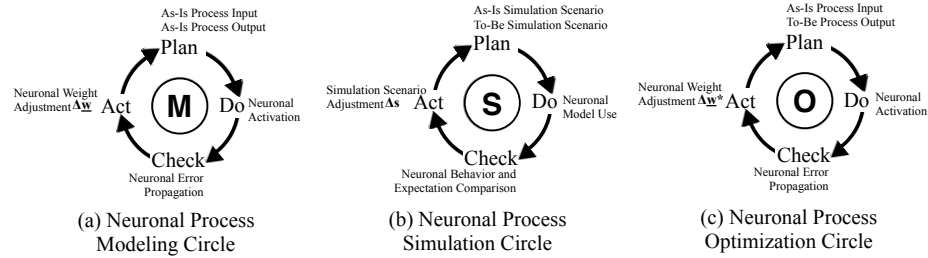 As-Is Process Input
As-Is Process Output
Plan
Neuronal Weight
Adjustment Δw
Act
M
Do
Neuronal
Activation
Check
Neuronal Error
Propagation
(a) Neuronal Process
Modeling Circle
As-Is Simulation Scenario
To-Be Simulation Scenario
Plan
Simulation Scenario
Adjustment Δs
Act
S
Do
Neuronal
Model Use
Check
Neuronal Behavior and
Expectation Comparison
(b) Neuronal Process
Simulation Circle
As-Is Process Input
To-Be Process Output
Plan
Neuronal Weight
Adjustment Δw*
Act
O
Do
Neuronal
Activation
Check
Neuronal Error
Propagation
(c) Neuronal Process
Optimization Circle